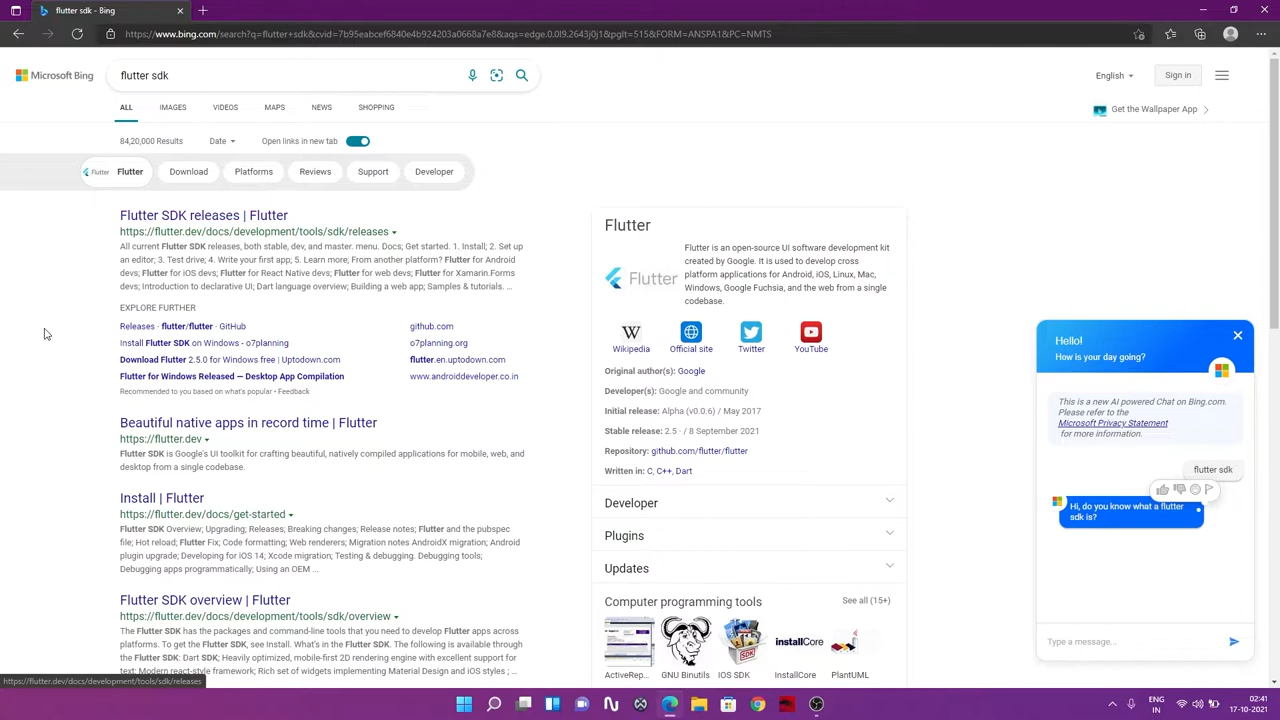 flutter sdk - Bing
https://www.bing.com/search?q=flutter+sdk&cvid=7b95eabcef6840e4b924203a0668a7e8&aqs=edge.0.0l9.2643j0j1&pglt=515&FORM=ANSPA1&PC=NMTS
Microsoft Bing
flutter sdk
English
Sign in
ALL IMAGES VIDEOS MAPS NEWS SHOPPING
Get the Wallpaper App
84,20,000 Results Date Open links in new tab
Flutter Flutter Download Platforms Reviews Support Developer
Flutter SDK releases | Flutter
https://flutter.dev/docs/development/tools/sdk/releases
All current Flutter SDK releases, both stable, dev, and master. menu. Docs; Get started. 1. Install; 2. Set up
an editor; 3. Test drive; 4. Write your first app; 5. Learn more; From another platform? Flutter for Android
devs; Flutter for iOS devs; Flutter for React Native devs; Flutter for web devs; Flutter for Xamarin.Forms
devs; Introduction to declarative UI; Dart language overview; Building a web app; Samples & tutorials. ...
EXPLORE FURTHER
Releases · flutter/flutter · GitHub github.com
Install Flutter SDK on Windows - o7planning o7planning.org
Download Flutter 2.5.0 for Windows free | Uptodown.com flutter.en.uptodown.com
Flutter for Windows Released — Desktop App Compilation www.androiddeveloper.co.in
Recommended to you based on what's popular • Feedback
Beautiful native apps in record time | Flutter
https://flutter.dev
Flutter SDK is Google's UI toolkit for crafting beautiful, natively compiled applications for mobile, web, and
desktop from a single codebase.
Install | Flutter
https://flutter.dev/docs/get-started
Flutter SDK Overview; Upgrading; Releases; Breaking changes; Release notes; Flutter and the pubspec
file; Hot reload; Flutter Fix; Code formatting; Web renderers; Migration notes AndroidX migration; Android
plugin upgrade; Developing for iOS 14; Xcode migration; Testing & debugging. Debugging tools;
Debugging apps programmatically; Using an OEM ...
Flutter SDK overview | Flutter
https://flutter.dev/docs/development/tools/sdk/overview
The Flutter SDK has the packages and command-line tools that you need to develop Flutter apps across
platforms. To get the Flutter SDK, see Install. What's in the Flutter SDK. The following is available through
the Flutter SDK: Dart SDK; Heavily optimized, mobile-first 2D rendering engine with excellent support for
text; Modern react-style framework; Rich set of widgets implementing Material Design and iOS styles ; ...
https://flutter.dev/docs/development/tools/sdk/releases
Flutter
Flutter
Flutter is an open-source UI software development kit
created by Google. It is used to develop cross
platform applications for Android, iOS, Linux, Mac,
Windows, Google Fuchsia, and the web from a single
codebase.
W
Wikipedia Official site Twitter YouTube
Original author(s): Google
Developer(s): Google and community
Initial release: Alpha (v0.0.6) / May 2017
Stable release: 2.5 · / 8 September 2021
Repository: github.com/flutter/flutter
Written in: C, C++, Dart
Developer
Plugins
Updates
Computer programming tools See all (15+)
SDK installCore
ActiveRep... GNU Binutils IOS SDK InstallCore PlantUML
Hello!
How is your day going?
This is a new AI powered Chat on Bing.com.
Please refer to the
Microsoft Privacy Statement
for more information.
flutter sdk
Hi, do you know what a flutter
sdk is?
Type a message...
ENG
IN
02:41
17-10-2021